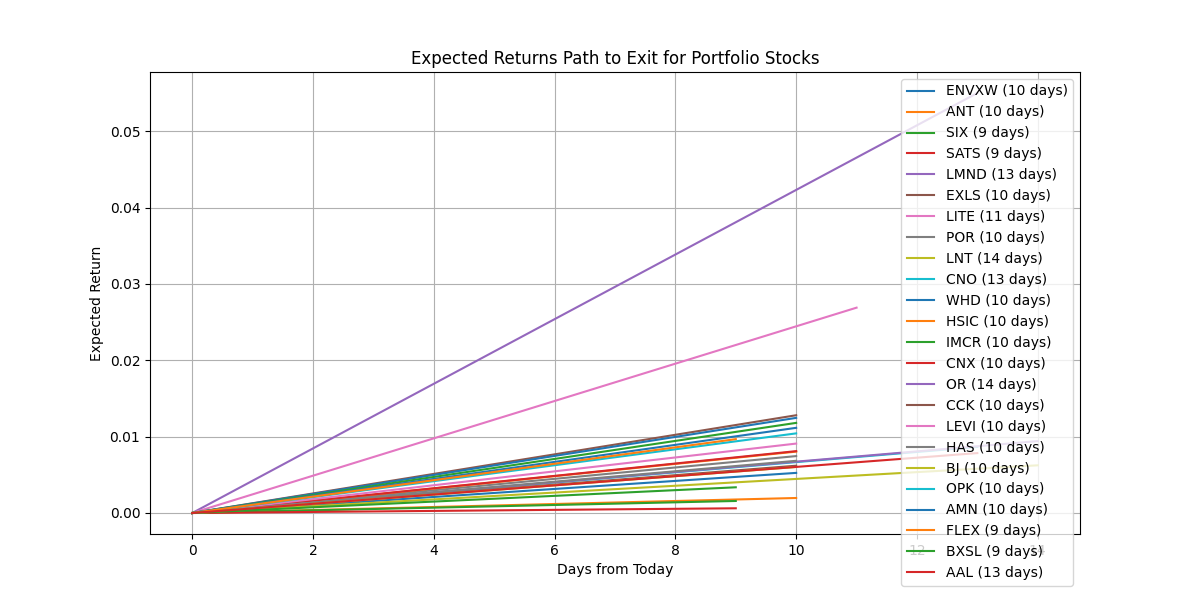 Expected Returns Path to Exit for Portfolio Stocks
Expected Return
0.05
0.04
0.03
0.02
0.01
0.00
0
2
4
6
8
10
12
14
Days from Today
ENVXW (10 days)
ANT (10 days)
SIX (9 days)
SATS (9 days)
LMND (13 days)
EXLS (10 days)
LITE (11 days)
POR (10 days)
LNT (14 days)
CNO (13 days)
WHD (10 days)
HSIC (10 days)
IMCR (10 days)
CNX (10 days)
OR (14 days)
CCK (10 days)
LEVI (10 days)
HAS (10 days)
BJ (10 days)
OPK (10 days)
AMN (10 days)
FLEX (9 days)
BXSL (9 days)
AAL (13 days)